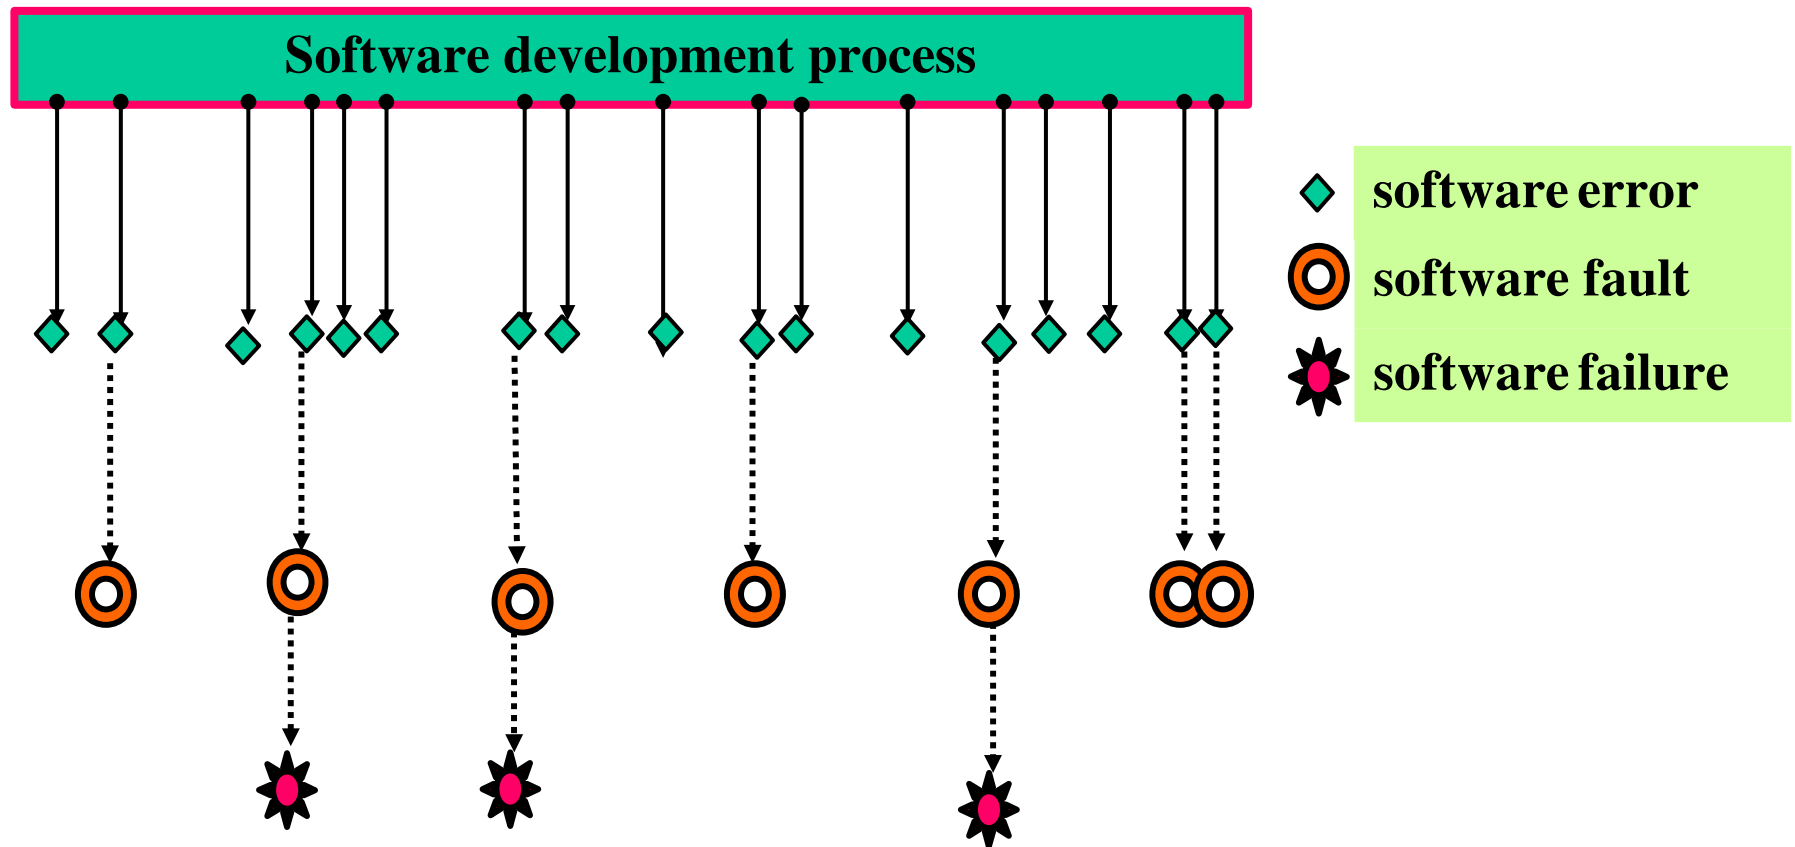 Software development process
software error
software fault
software failure